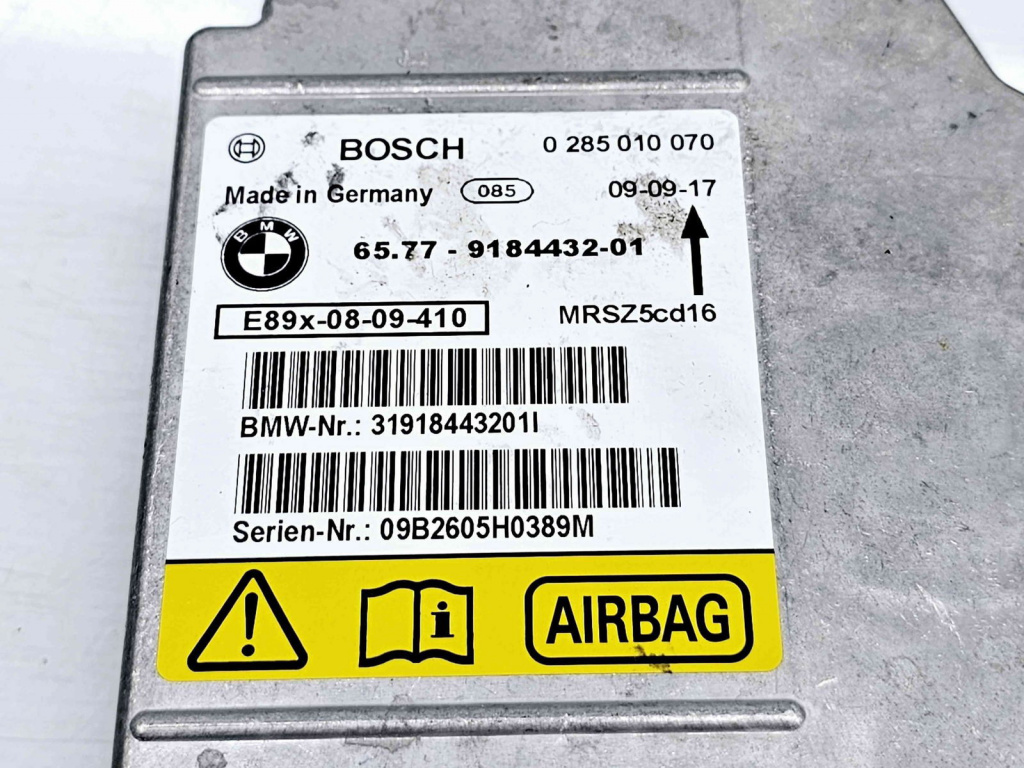 BOSCH 0 285 010 070
Made in Germany 085 09-09-17
BMW 65.77 - 9184432-01
E89x-08-09-410 MRSZ5cd16
BMW-Nr.: 31918443201I
Serien-Nr.: 09B2605H0389M
i AIRBAG